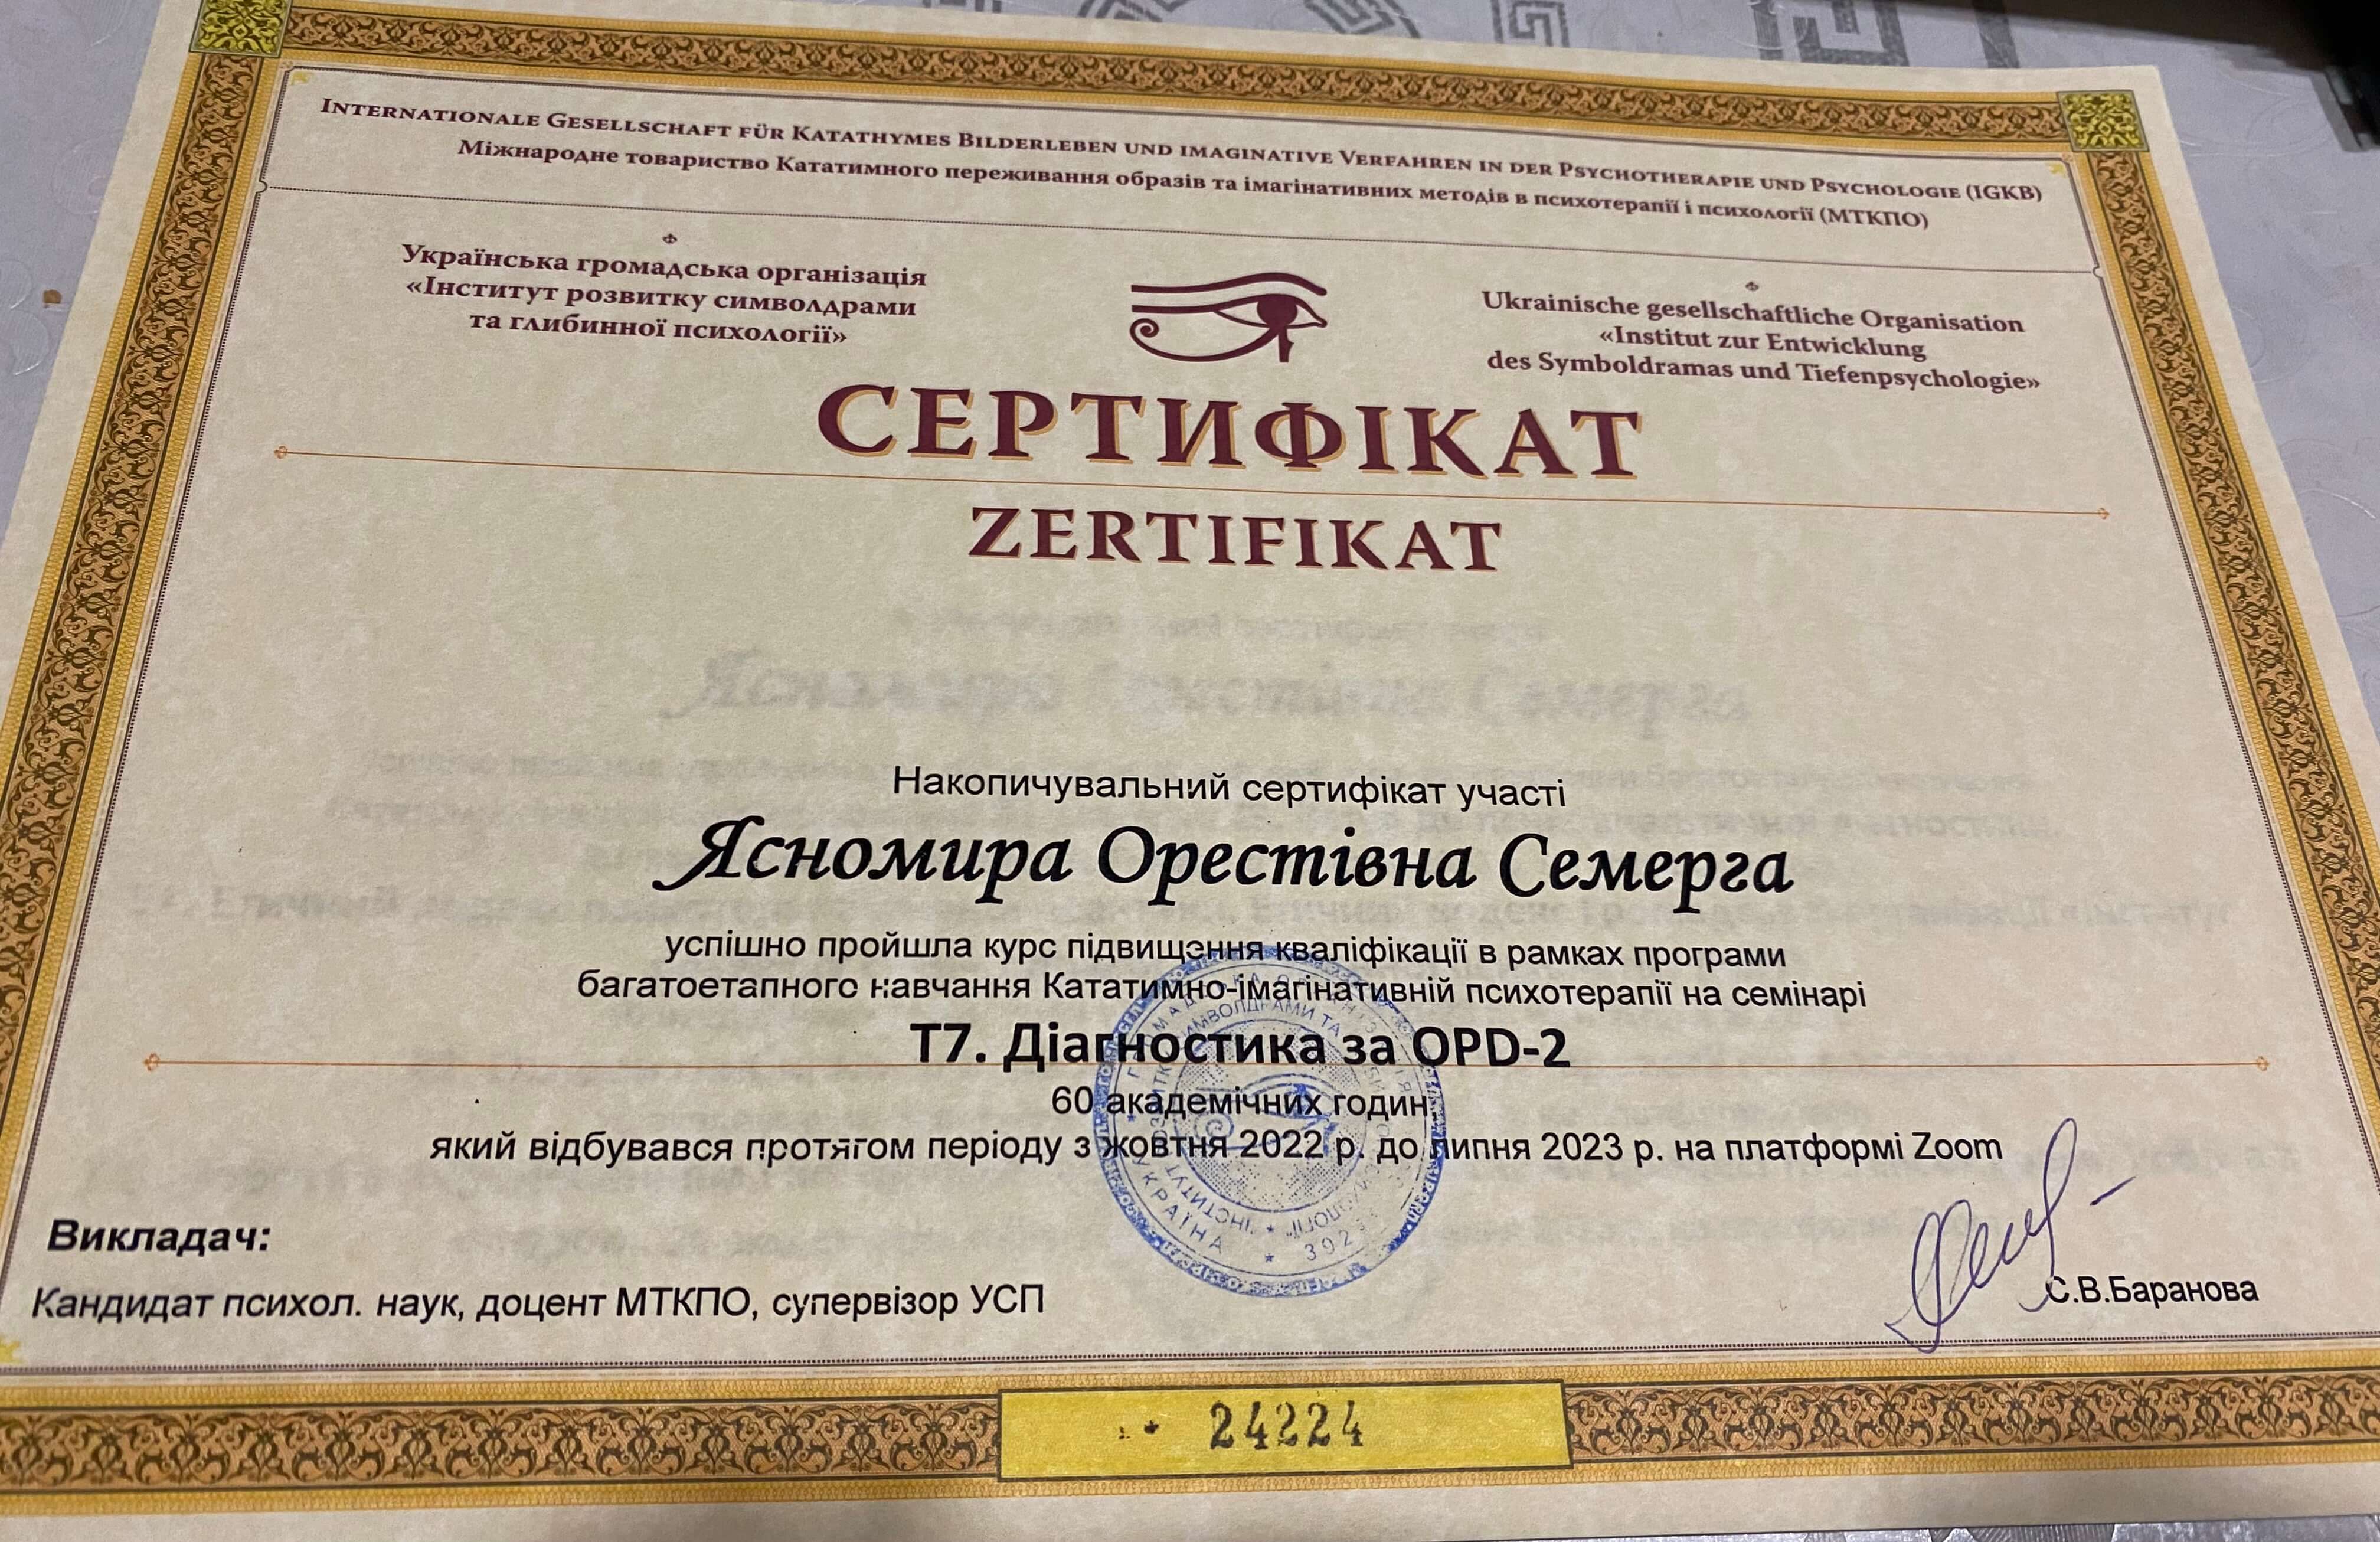 Internationale Gesellschaft für Katathymes Bilderleben und imaginative Verfahren in der Psychotherapie und Psychologie (IGKB)
Міжнародне товариство Кататимного переживання образів та імагінативних методів в психотерапії і психології (МТКПО)
Українська громадська організація
«Інститут розвитку символдрами
та глибинної психології»
Ukrainische gesellschaftliche Organisation
«Institut zur Entwicklung
des Symboldramas und Tiefenpsychologie»
СЕРТИФІКАТ
ZERTIFIKAT
Накопичувальний сертифікат участі
Ясномира Орестівна Семерга
успішно пройшла курс підвищення кваліфікації в рамках програми
багатоетапного навчання Кататимно-імагінативній психотерапії на семінарі
Т7. Діагностика за OPD-2
60 академічних годин,
який відбувався протягом періоду з жовтня 2022 р. до липня 2023 р. на платформі Zoom
УКРАЇНА
ІНСТИТУТ
Викладач:
Кандидат психол. наук, доцент МТКПО, супервізор УСП
С.В.Баранова
24224